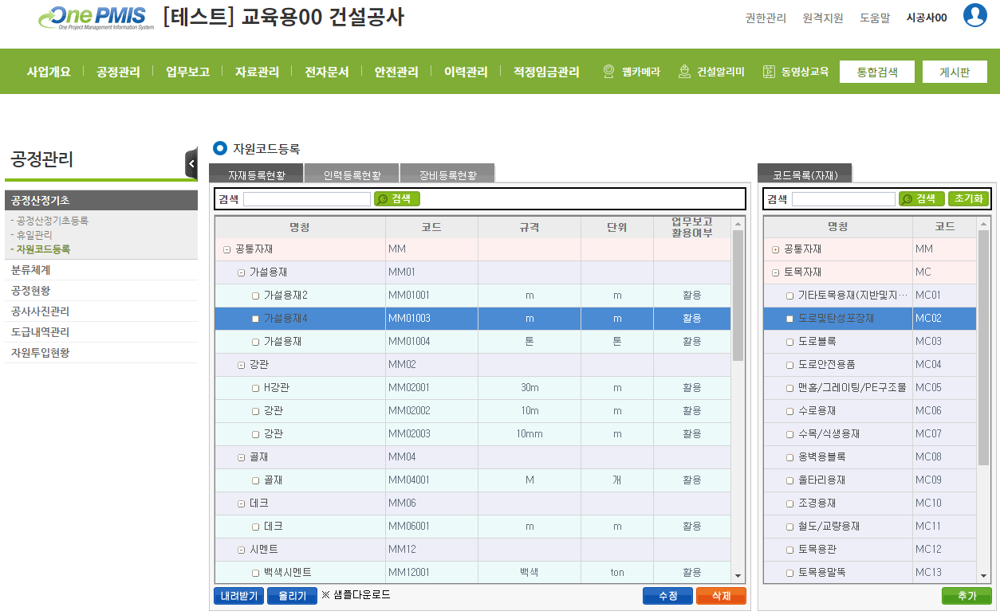 One PMIS
One Project Management Information System
[테스트] 교육용00 건설공사
권한관리 원격지원 도움말 시공사00
사업개요 공정관리 업무보고 자료관리 전자문서 안전관리 이력관리 적정임금관리 웹카메라 건설알리미 동영상교육 통합검색 게시판
공정관리
공정산정기초
- 공정산정기초등록
- 휴일관리
- 자원코드등록
분류체계
공정현황
공사사진관리
도급내역관리
자원투입현황
자원코드등록
자재등록현황 인력등록현황 장비등록현황
검색 검색
명칭 코드 규격 단위 업무보고 활용여부
공통자재 MM
가설용재 MM01
가설용재2 MM01001 m m 활용
가설용재4 MM01003 m m 활용
가설용재 MM01004 톤 톤 활용
강관 MM02
H강관 MM02001 30m m 활용
강관 MM02002 10m m 활용
강관 MM02003 10mm m 활용
골재 MM04
골재 MM04001 M 개 활용
데크 MM06
데크 MM06001 m m 활용
시멘트 MM12
백색시멘트 MM12001 백색 ton 활용
내려받기 올리기 ※ 샘플다운로드 수정 삭제
코드목록(자재)
검색 검색 초기화
명칭 코드
공통자재 MM
토목자재 MC
기타토목용재(지반및지··· MC01
도로및탄성포장재 MC02
도로블록 MC03
도로안전용품 MC04
맨홀/그레이팅/PE구조물 MC05
수로용재 MC06
수목/식생용재 MC07
옹벽용블록 MC08
울타리용재 MC09
조경용재 MC10
철도/교량용재 MC11
토목용관 MC12
토목용말뚝 MC13
추가